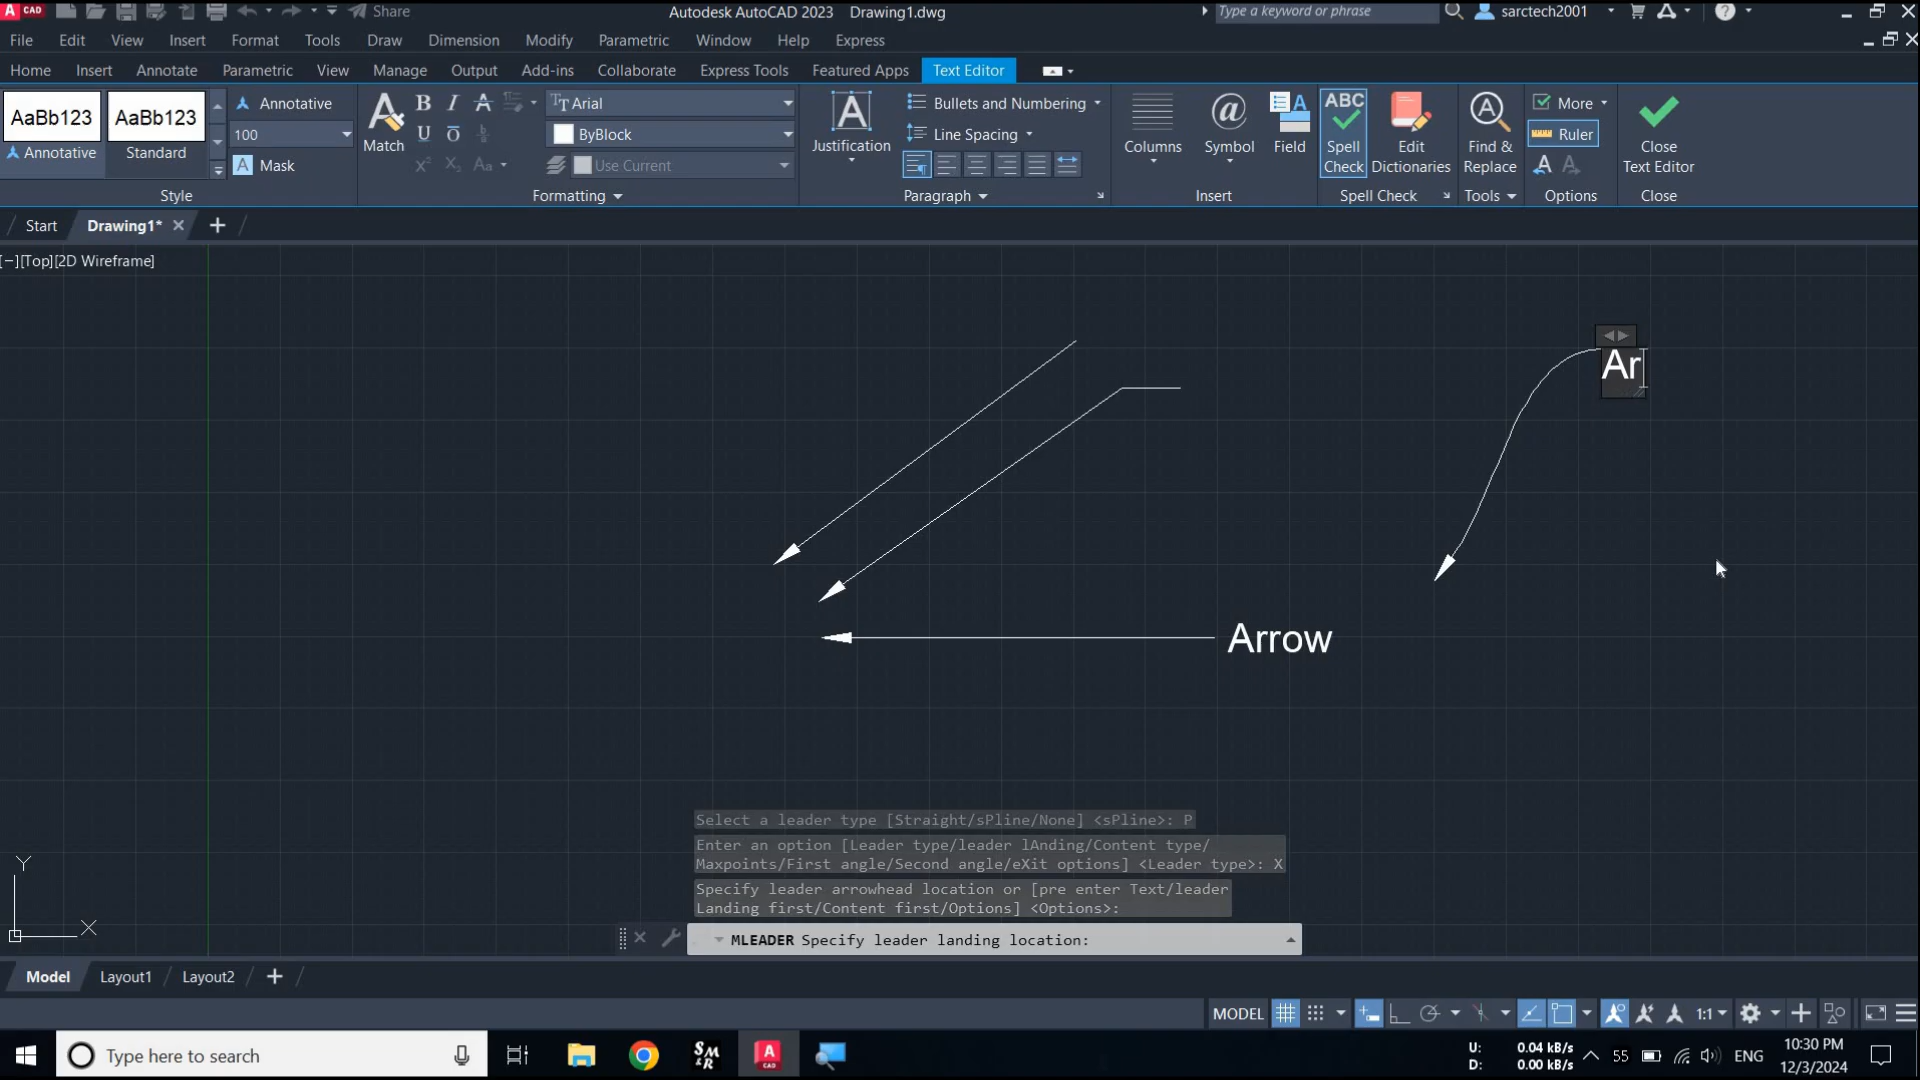 CAD
Share
Autodesk AutoCAD 2023 Drawing1.dwg
Type a keyword or phrase
sarctech2001
File Edit View Insert Format Tools Draw Dimension Modify Parametric Window Help Express
Home Insert Annotate Parametric View Manage Output Add-ins Collaborate Express Tools Featured Apps Text Editor
AaBb123 AaBb123
Annotative Standard
Annotative
100
Mask
Style
Match
Arial
ByBlock
Use Current
Formatting
Justification
Bullets and Numbering
Line Spacing
Paragraph
Columns Symbol Field
Insert
ABC
Spell Check
Edit Dictionaries
Spell Check
Find & Replace
Tools
More
Ruler
Options
Close Text Editor
Close
Start Drawing1*
[−][Top][2D Wireframe]
Ar
Arrow
Select a leader type [Straight/sPline/None] <sPline>: P
Enter an option [Leader type/leader lAnding/Content type/
Maxpoints/First angle/Second angle/eXit options] <Leader type>: X
Specify leader arrowhead location or [pre enter Text/leader
Landing first/Content first/Options] <Options>:
MLEADER Specify leader landing location:
Y
X
Model Layout1 Layout2
MODEL 1:1
Type here to search
U: 0.04 kB/s
D: 0.00 kB/s
55 ENG
10:30 PM
12/3/2024